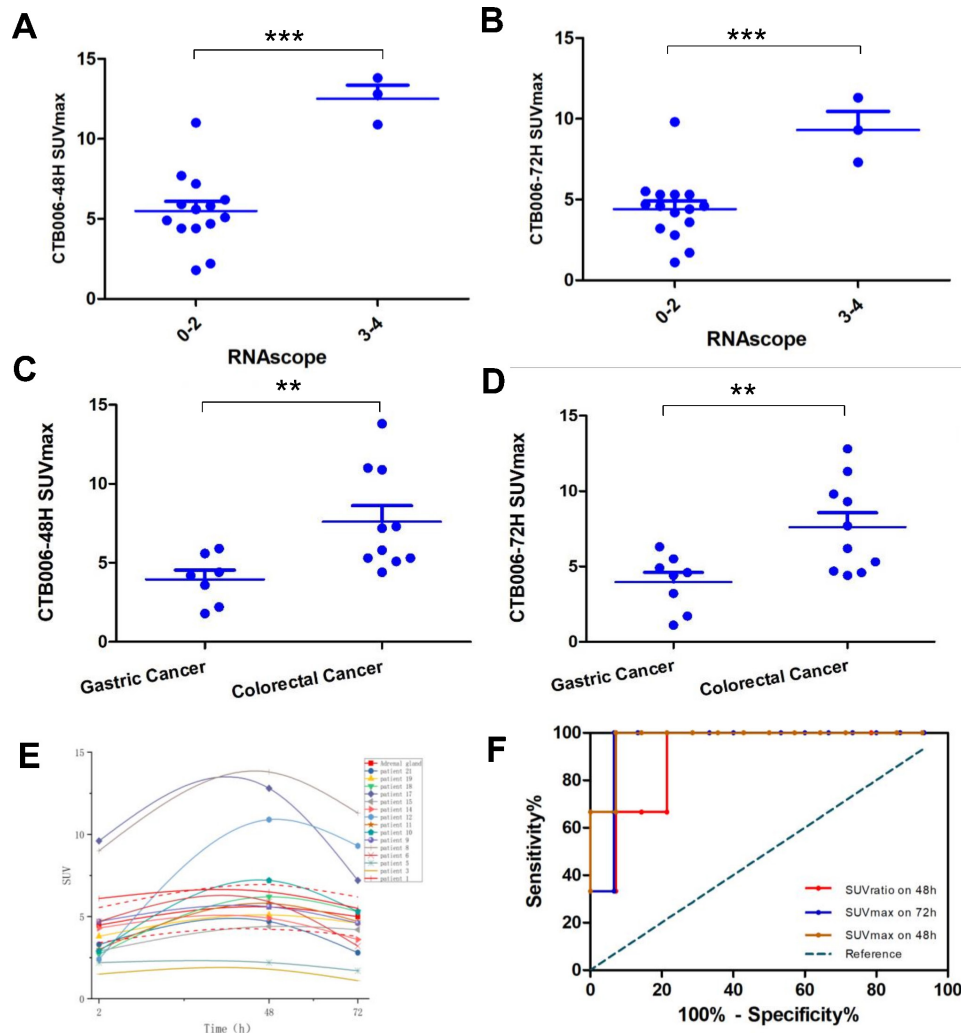 A
***
CTB006-48H SUVmax
15
10
5
0
0-2
3-4
RNAscope
B
***
CTB006-72H SUVmax
15
10
5
0
0-2
3-4
RNAscope
C
**
CTB006-48H SUVmax
15
10
5
0
Gastric Cancer
Colorectal Cancer
D
**
CTB006-72H SUVmax
15
10
5
0
Gastric Cancer
Colorectal Cancer
E
SUV
15
10
5
0
2
48
72
Time (h)
Adrenal gland
patient 21
patient 19
patient 18
patient 17
patient 15
patient 14
patient 12
patient 11
patient 10
patient 9
patient 8
patient 6
patient 5
patient 3
patient 1
F
Sensitivity%
100
80
60
40
20
0
0
20
40
60
80
100
100% - Specificity%
SUVratio on 48h
SUVmax on 72h
SUVmax on 48h
Reference